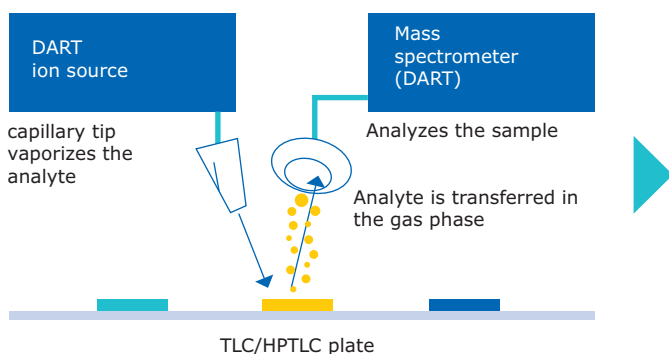 DART
ion source
Mass
spectrometer
(DART)
capillary tip
vaporizes the
analyte
Analyzes the sample
Analyte is transferred in
the gas phase
TLC/HPTLC plate